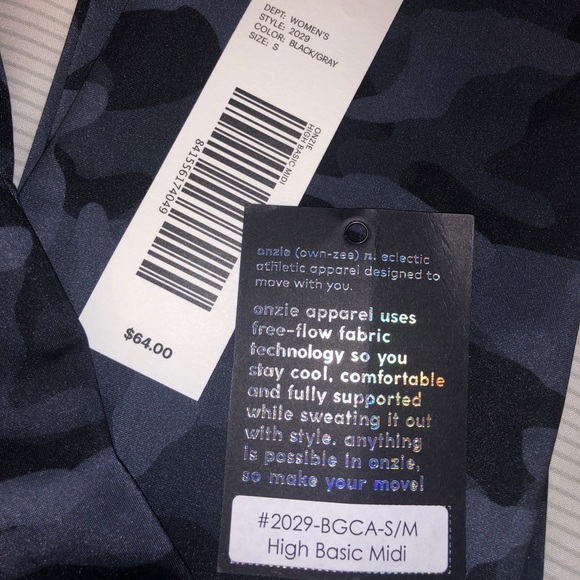 DEPT: WOMEN'S
STYLE: 2029
COLOR: BLACK/GRAY
SIZE: S
ONZIE
HIGH BASIC MIDI
841556174049
$64.00
onzie (own-zee) n. eclectic
athletic apparel designed to
move with you.
onzie apparel uses
free-flow fabric
technology so you
stay cool, comfortable
and fully supported
while sweating it out
with style. anything
is possible in onzie,
so make your move!
#2029-BGCA-S/M
High Basic Midi